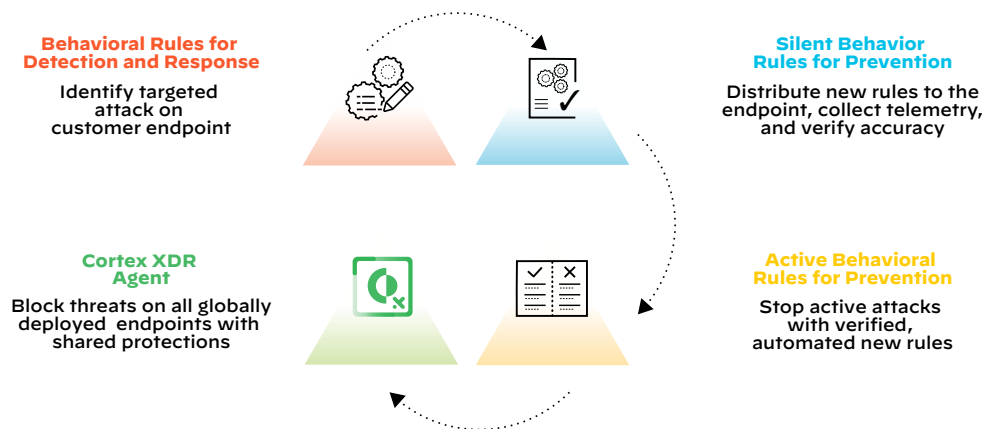 Behavioral Rules for
Detection and Response
Identify targeted
attack on
customer endpoint
Silent Behavior
Rules for Prevention
Distribute new rules to the
endpoint, collect telemetry,
and verify accuracy
Cortex XDR
Agent
Block threats on all globally
deployed endpoints with
shared protections
Active Behavioral
Rules for Prevention
Stop active attacks
with verified,
automated new rules